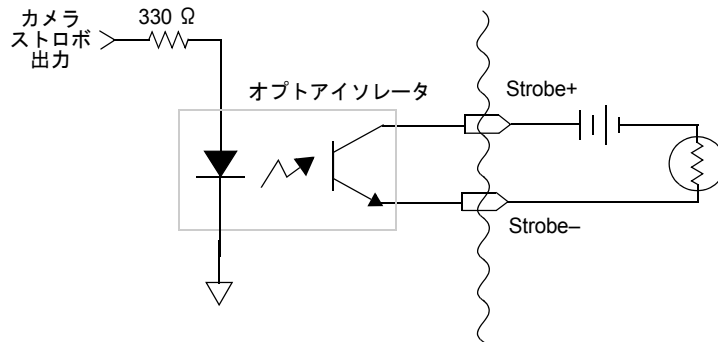 カメラ
ストロボ
出力
330 Ω
オプトアイソレータ
Strobe+
Strobe–